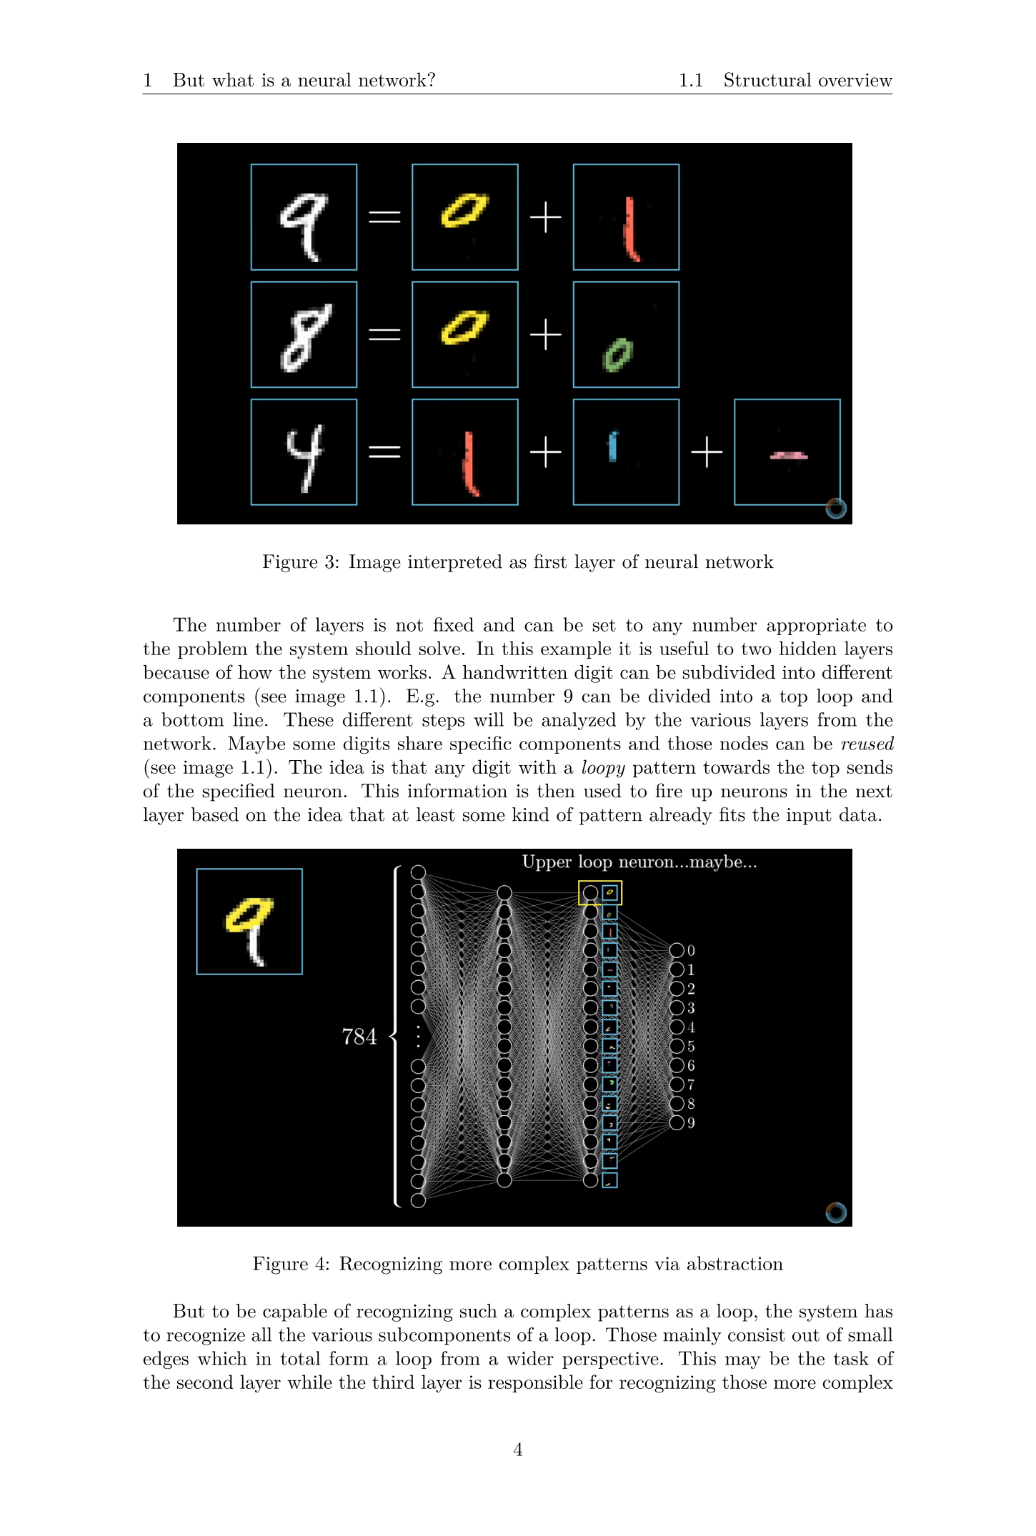 1 But what is a neural network? 1.1 Structural overview
9 = 0 + 1
8 = 0 + 0
4 = 1 + 1 + −
Figure 3: Image interpreted as first layer of neural network
The number of layers is not fixed and can be set to any number appropriate to
the problem the system should solve. In this example it is useful to two hidden layers
because of how the system works. A handwritten digit can be subdivided into different
components (see image 1.1). E.g. the number 9 can be divided into a top loop and
a bottom line. These different steps will be analyzed by the various layers from the
network. Maybe some digits share specific components and those nodes can be reused
(see image 1.1). The idea is that any digit with a loopy pattern towards the top sends
of the specified neuron. This information is then used to fire up neurons in the next
layer based on the idea that at least some kind of pattern already fits the input data.
Upper loop neuron...maybe...
9
784
0
1
2
3
4
5
6
7
8
9
Figure 4: Recognizing more complex patterns via abstraction
But to be capable of recognizing such a complex patterns as a loop, the system has
to recognize all the various subcomponents of a loop. Those mainly consist out of small
edges which in total form a loop from a wider perspective. This may be the task of
the second layer while the third layer is responsible for recognizing those more complex
4